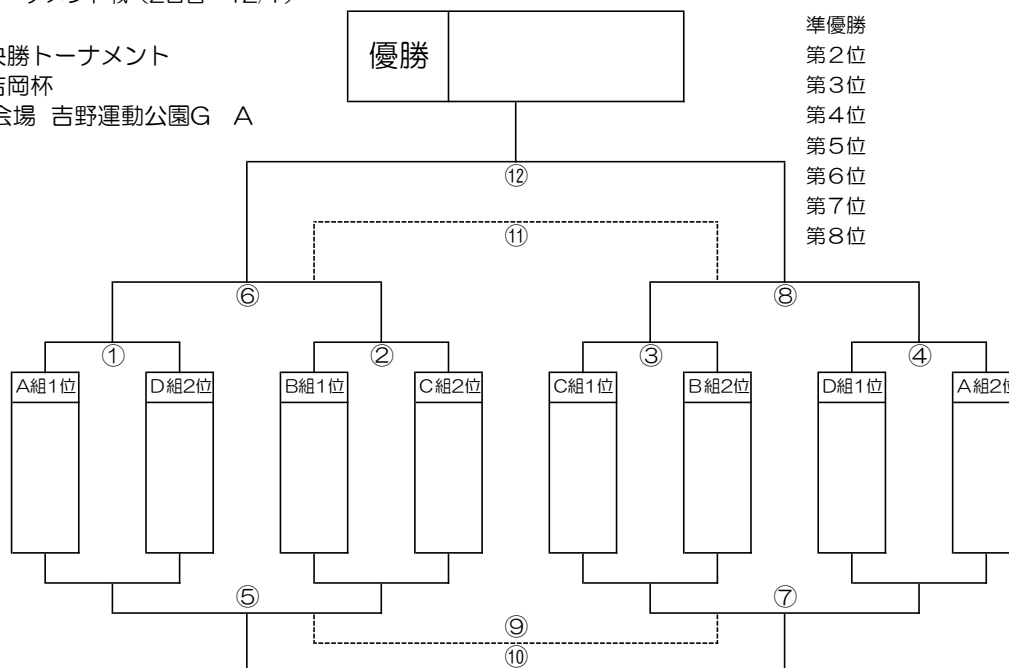 決勝トーナメント
吉岡杯
会場 吉野運動公園G A
優勝
準優勝
第2位
第3位
第4位
第5位
第6位
第7位
第8位
⑫
⑪
⑥ ⑧
① ② ③ ④
A組1位 D組2位 B組1位 C組2位 C組1位 B組2位 D組1位 A組2位
⑤ ⑦
⑨
⑩